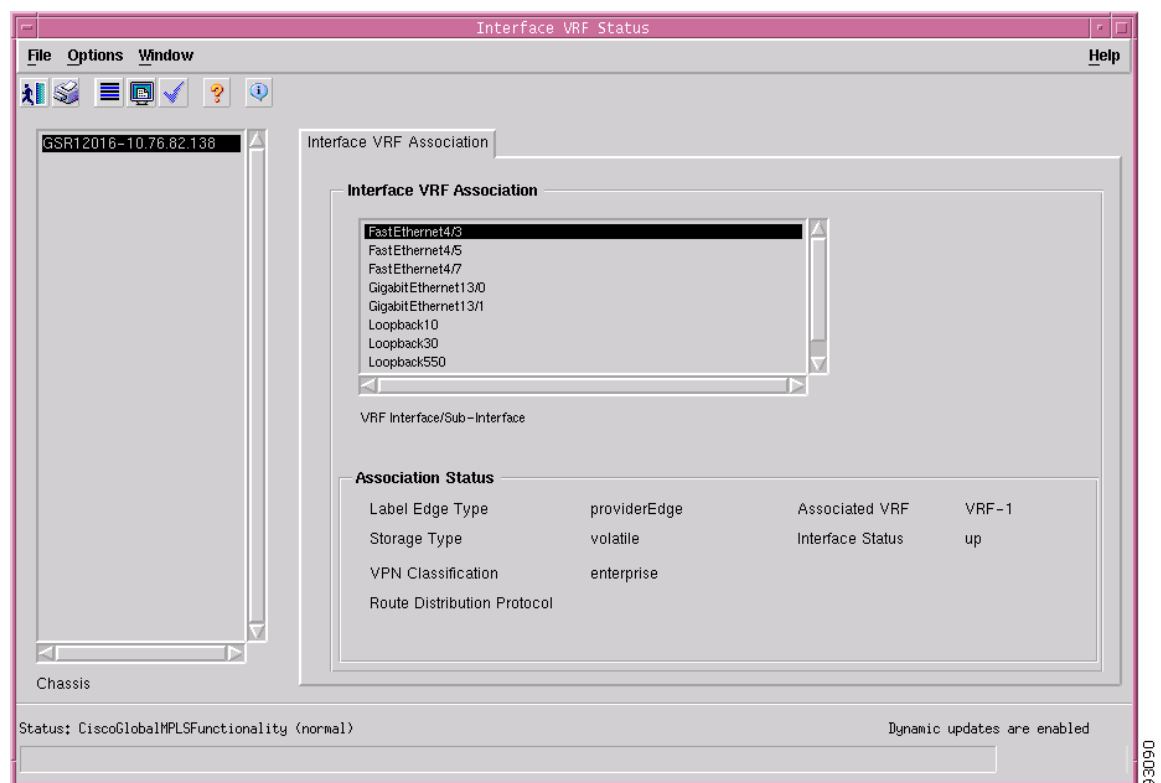 Interface VRF Status
File Options Window Help
GSR12016-10.76.82.138
Interface VRF Association
Interface VRF Association
FastEthernet4/3
FastEthernet4/5
FastEthernet4/7
GigabitEthernet13/0
GigabitEthernet13/1
Loopback10
Loopback30
Loopback550
VRF Interface/Sub-Interface
Association Status
Label Edge Type providerEdge Associated VRF VRF-1
Storage Type volatile Interface Status up
VPN Classification enterprise
Route Distribution Protocol
Chassis
Status: CiscoGlobalMPLSFunctionality (normal) Dynamic updates are enabled
63090